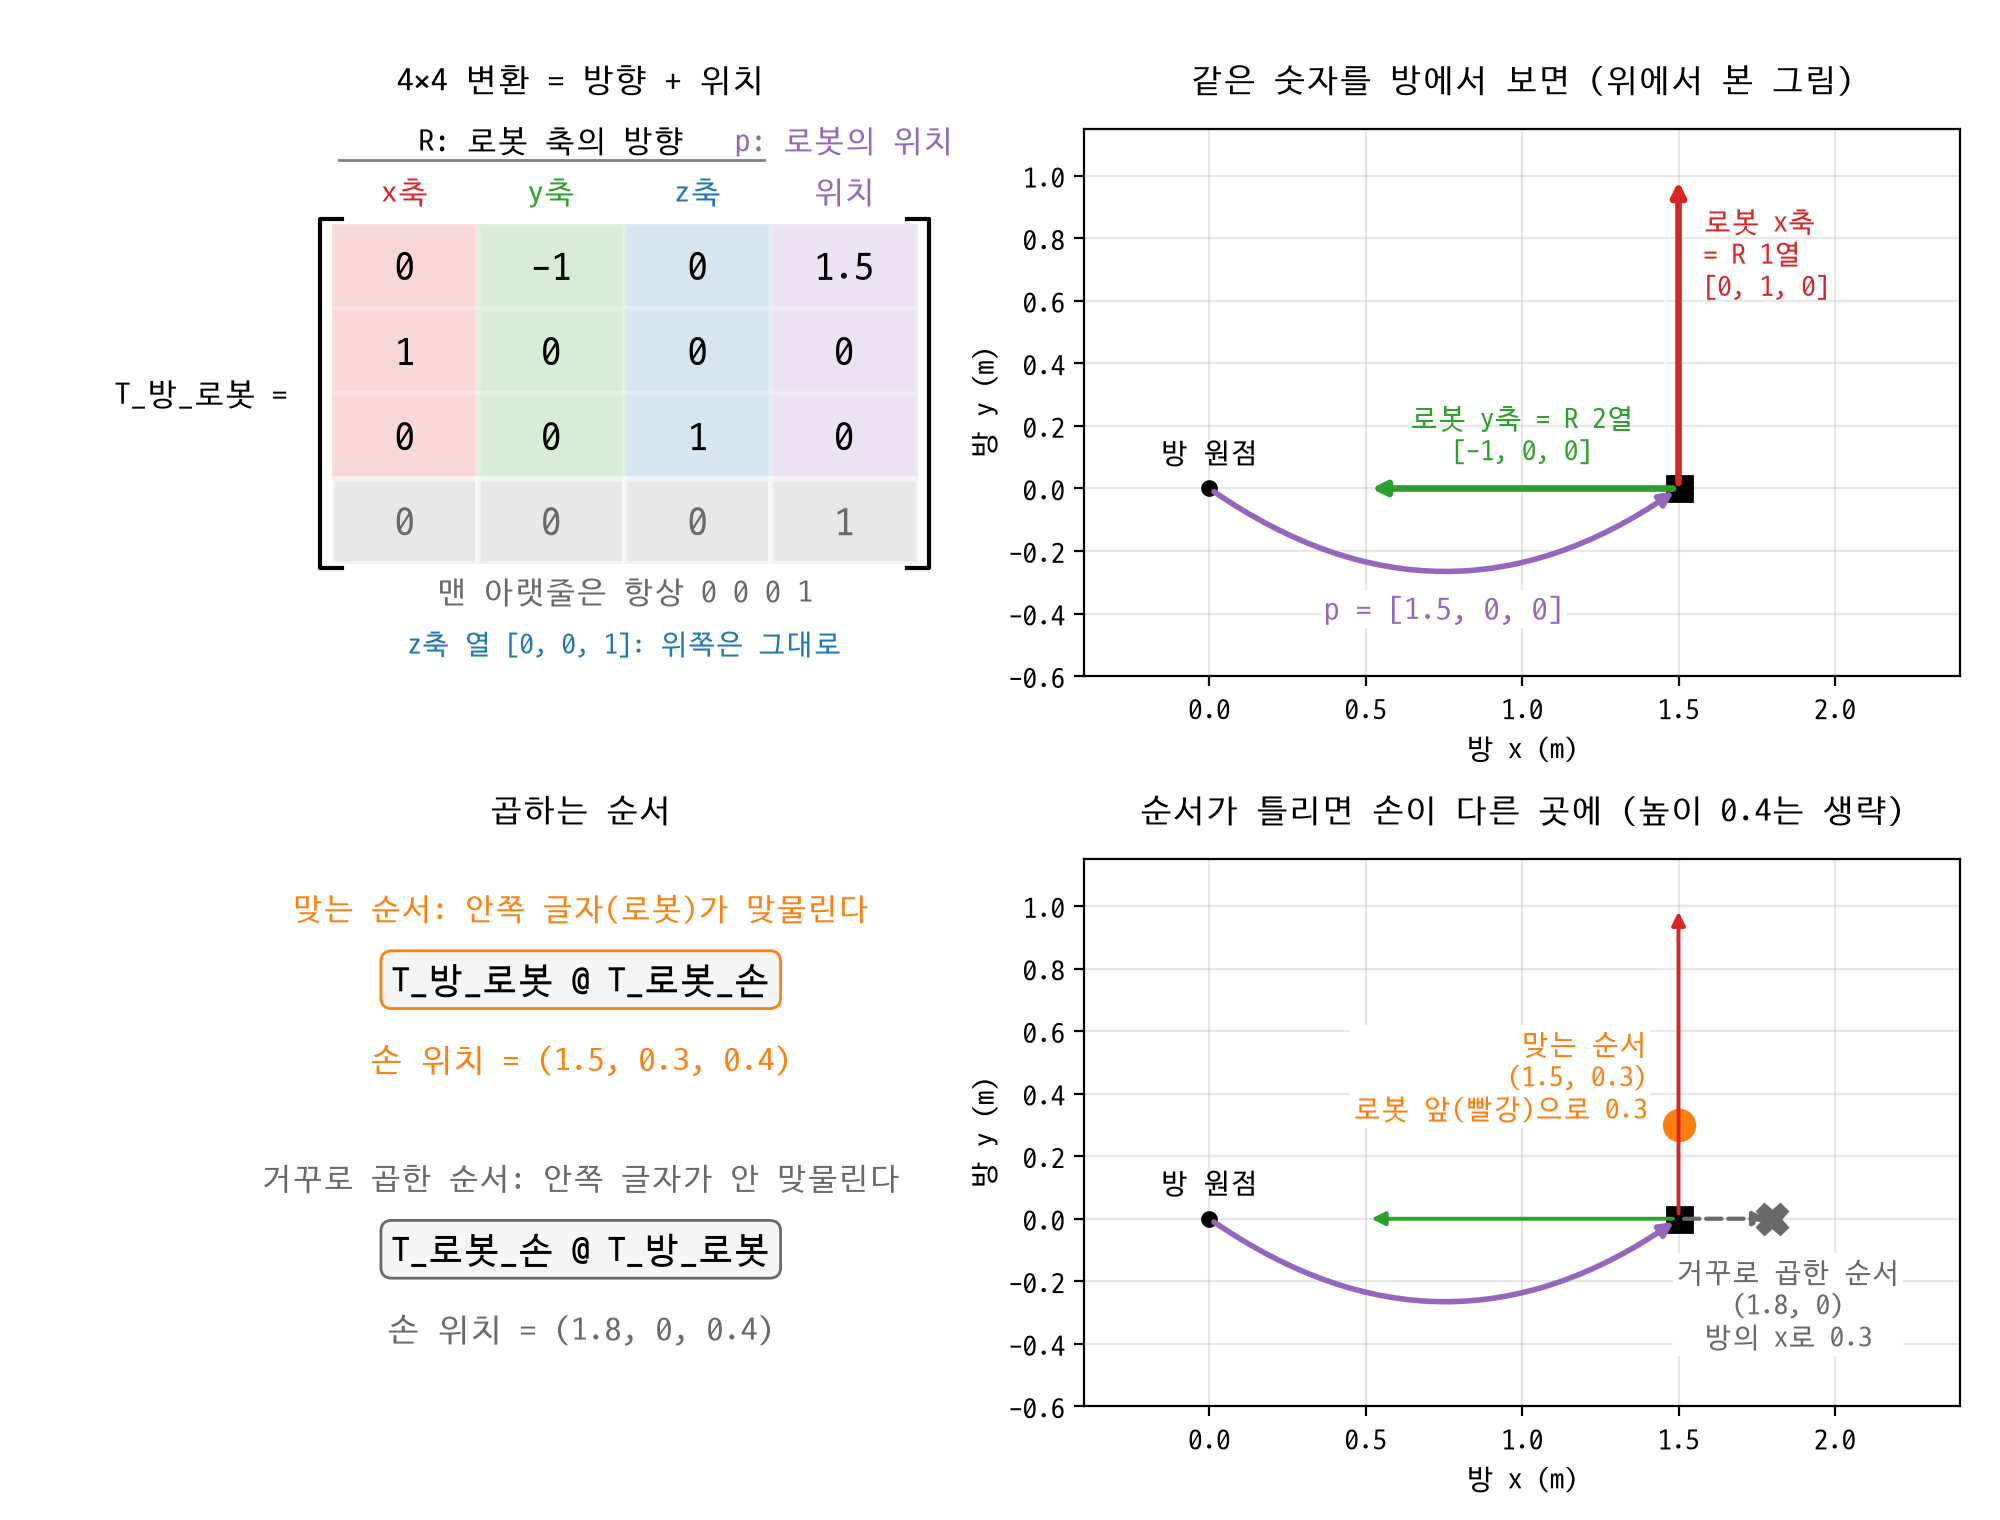 4×4 변환 = 방향 + 위치
R: 로봇 축의 방향
p: 로봇의 위치
x축
y축
z축
위치
T_방_로봇 =
0 -1 0 1.5
1 0 0 0
0 0 1 0
0 0 0 1
맨 아랫줄은 항상 0 0 0 1
z축 열 [0, 0, 1]: 위쪽은 그대로
같은 숫자를 방에서 보면 (위에서 본 그림)
1.0
0.8
0.6
0.4
0.2
0.0
-0.2
-0.4
-0.6
방 y (m)
로봇 x축
= R 1열
[0, 1, 0]
로봇 y축 = R 2열
[-1, 0, 0]
방 원점
p = [1.5, 0, 0]
0.0 0.5 1.0 1.5 2.0
방 x (m)
곱하는 순서
맞는 순서: 안쪽 글자(로봇)가 맞물린다
T_방_로봇 @ T_로봇_손
손 위치 = (1.5, 0.3, 0.4)
거꾸로 곱한 순서: 안쪽 글자가 안 맞물린다
T_로봇_손 @ T_방_로봇
손 위치 = (1.8, 0, 0.4)
순서가 틀리면 손이 다른 곳에 (높이 0.4는 생략)
1.0
0.8
0.6
0.4
0.2
0.0
-0.2
-0.4
-0.6
방 y (m)
맞는 순서
(1.5, 0.3)
로봇 앞(빨강)으로 0.3
방 원점
거꾸로 곱한 순서
(1.8, 0)
방의 x로 0.3
0.0 0.5 1.0 1.5 2.0
방 x (m)